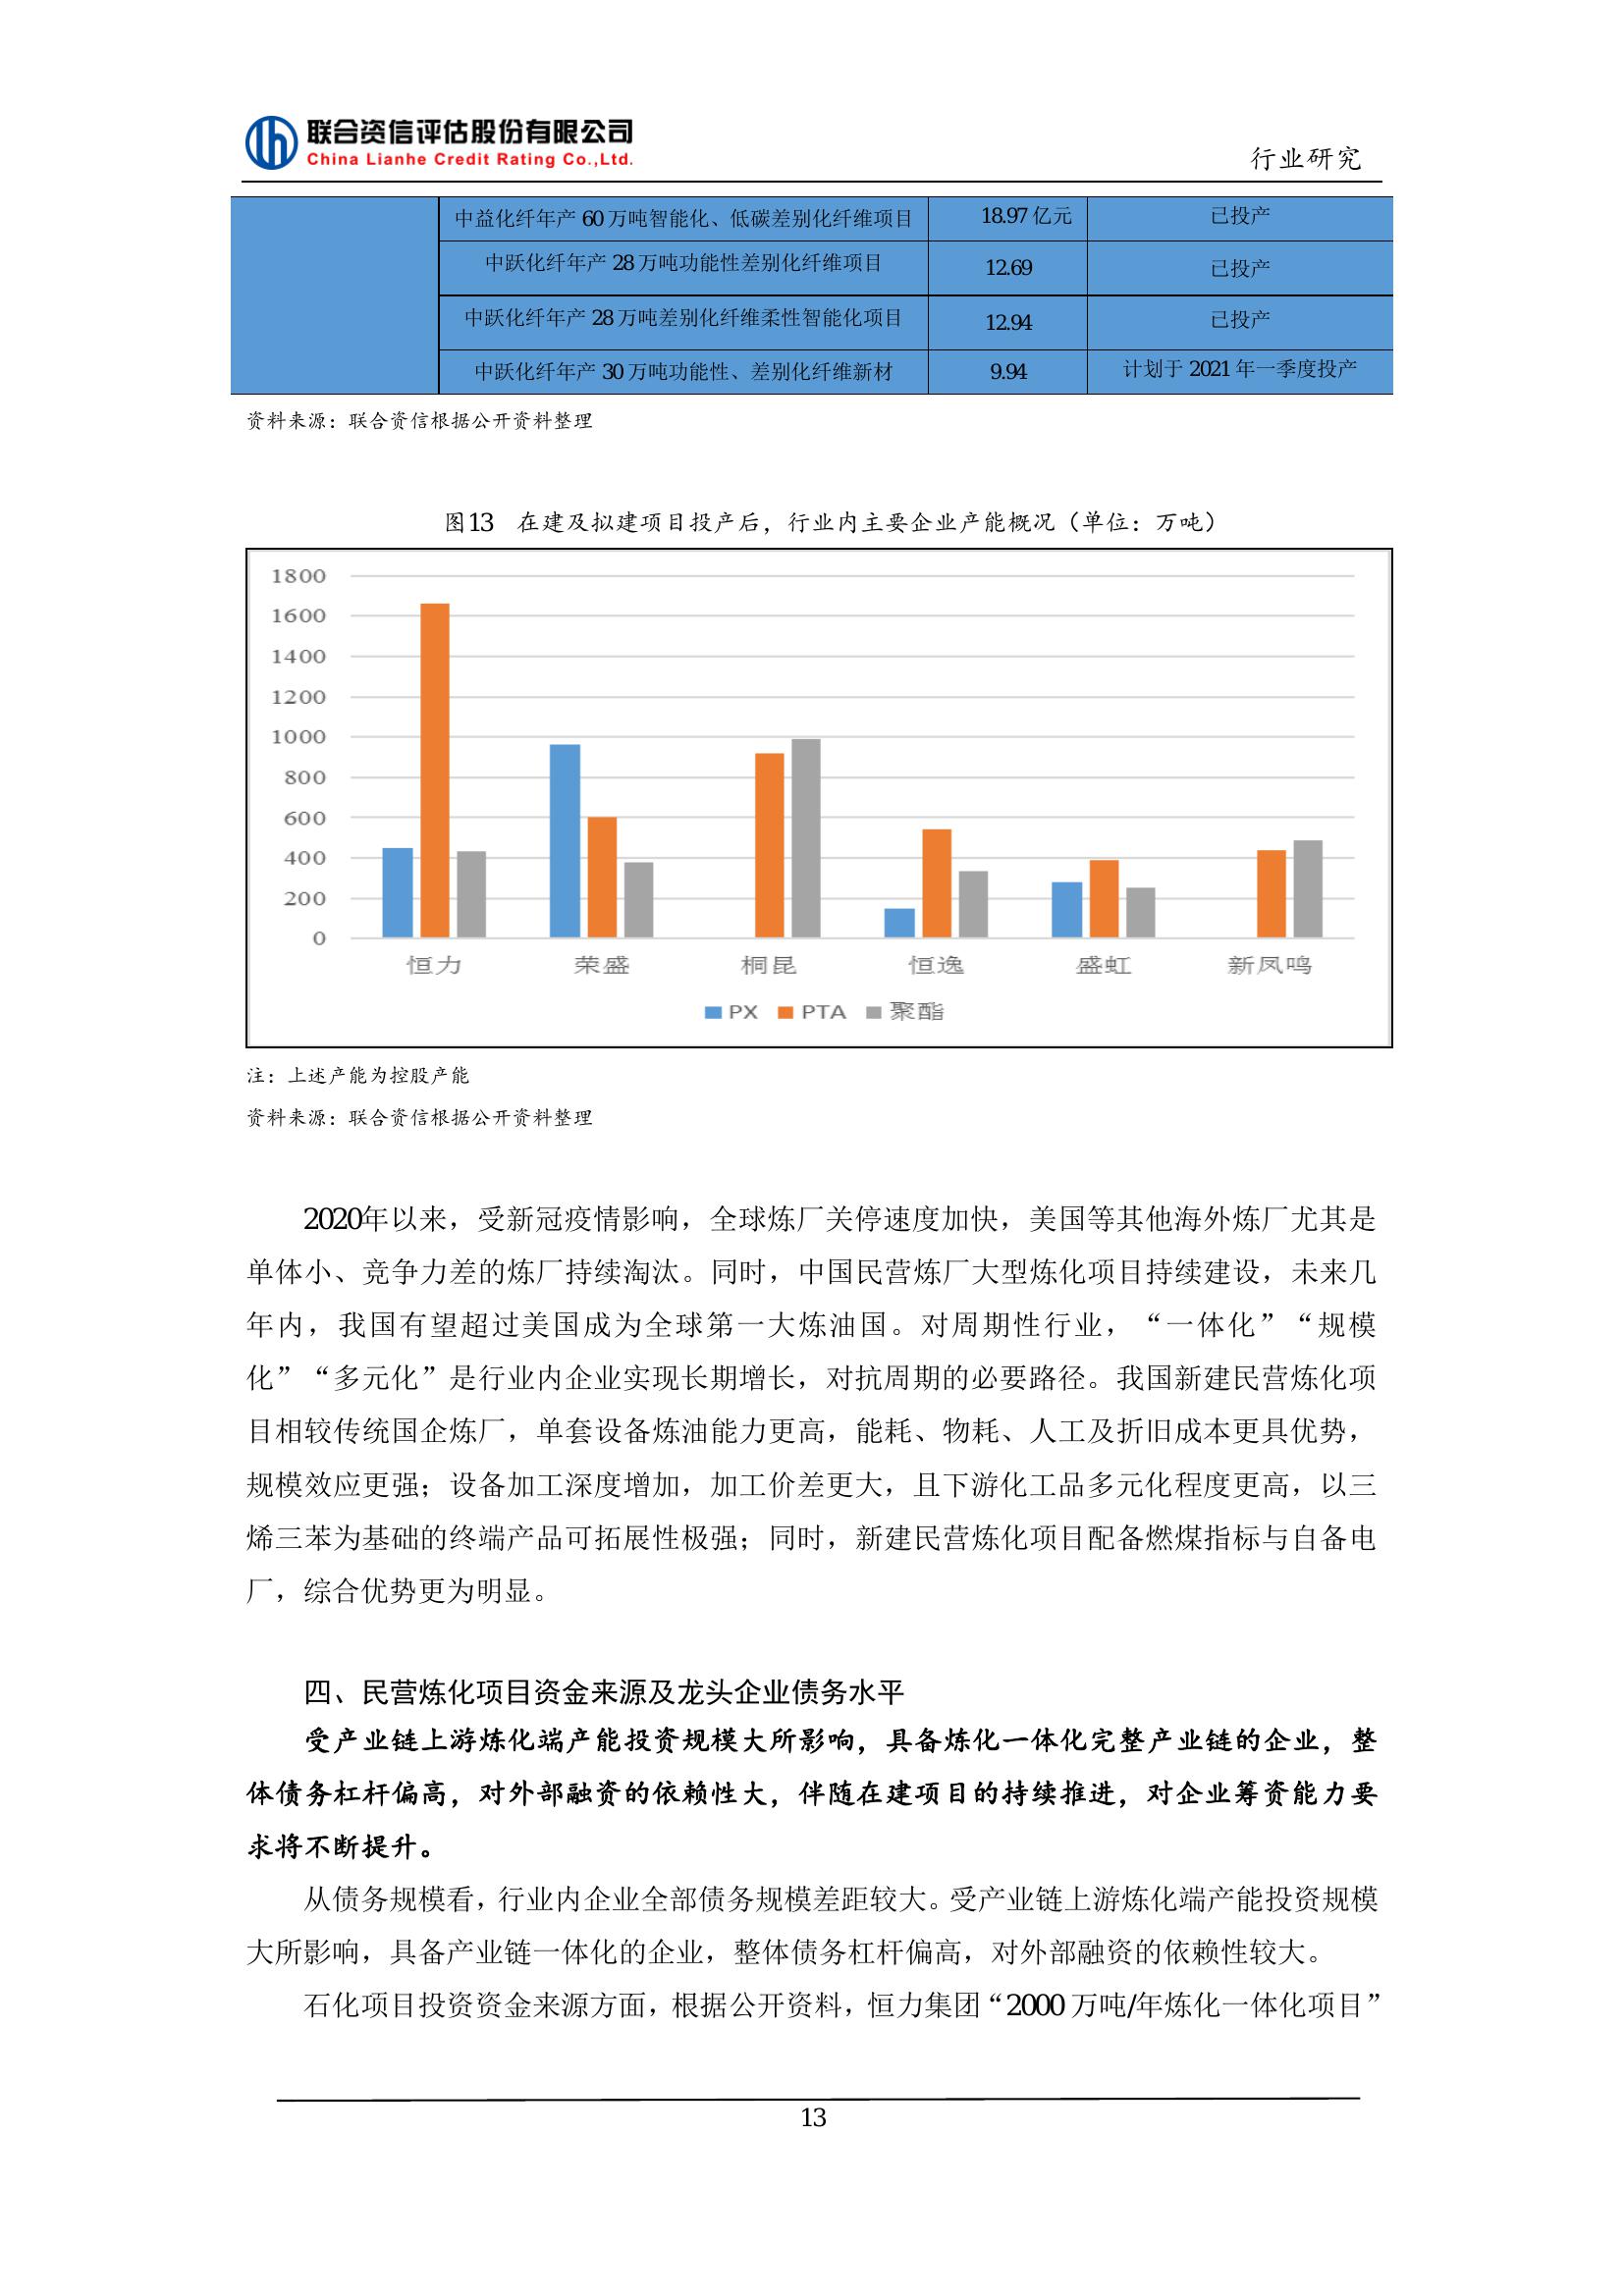 联合资信评估股份有限公司
China Lianhe Credit Rating Co.,Ltd.
行业研究
中益化纤年产 60 万吨智能化、低碳差别化纤维项目 18.97 亿元 已投产
中跃化纤年产 28 万吨功能性差别化纤维项目 12.69 已投产
中跃化纤年产 28 万吨差别化纤维柔性智能化项目 12.94 已投产
中跃化纤年产 30 万吨功能性、差别化纤维新材 9.94 计划于 2021 年一季度投产
资料来源：联合资信根据公开资料整理
图13 在建及拟建项目投产后，行业内主要企业产能概况（单位：万吨）
1800
1600
1400
1200
1000
800
600
400
200
0
恒力 荣盛 桐昆 恒逸 盛虹 新凤鸣
PX PTA 聚酯
注：上述产能为控股产能
资料来源：联合资信根据公开资料整理
2020年以来，受新冠疫情影响，全球炼厂关停速度加快，美国等其他海外炼厂尤其是
单体小、竞争力差的炼厂持续淘汰。同时，中国民营炼厂大型炼化项目持续建设，未来几
年内，我国有望超过美国成为全球第一大炼油国。对周期性行业，“一体化”“规模
化”“多元化”是行业内企业实现长期增长，对抗周期的必要路径。我国新建民营炼化项
目相较传统国企炼厂，单套设备炼油能力更高，能耗、物耗、人工及折旧成本更具优势，
规模效应更强；设备加工深度增加，加工价差更大，且下游化工品多元化程度更高，以三
烯三苯为基础的终端产品可拓展性极强；同时，新建民营炼化项目配备燃煤指标与自备电
厂，综合优势更为明显。
四、民营炼化项目资金来源及龙头企业债务水平
受产业链上游炼化端产能投资规模大所影响，具备炼化一体化完整产业链的企业，整
体债务杠杆偏高，对外部融资的依赖性大，伴随在建项目的持续推进，对企业筹资能力要
求将不断提升。
从债务规模看，行业内企业全部债务规模差距较大。受产业链上游炼化端产能投资规模
大所影响，具备产业链一体化的企业，整体债务杠杆偏高，对外部融资的依赖性较大。
石化项目投资资金来源方面，根据公开资料，恒力集团“2000 万吨/年炼化一体化项目”
13